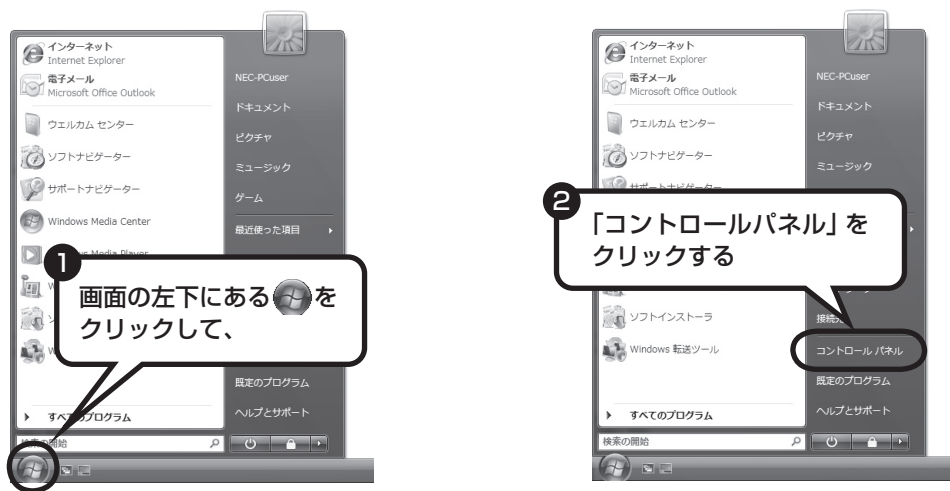 インターネット
Internet Explorer
電子メール
Microsoft Office Outlook
ウェルカム センター
ソフトナビゲーター
サポートナビゲーター
Windows Media Center
NEC-PCuser
ドキュメント
ピクチャ
ミュージック
ゲーム
最近使った項目
1
画面の左下にある を
クリックして、
既定のプログラム
ヘルプとサポート
すべてのプログラム
検索の開始
インターネット
Internet Explorer
電子メール
Microsoft Office Outlook
ウェルカム センター
ソフトナビゲーター
サポートナビゲーター
NEC-PCuser
ドキュメント
ピクチャ
ミュージック
2
「コントロールパネル」を
クリックする
ソフトインストーラ
Windows 転送ツール
コントロール パネル
既定のプログラム
ヘルプとサポート
すべてのプログラム
検索の開始